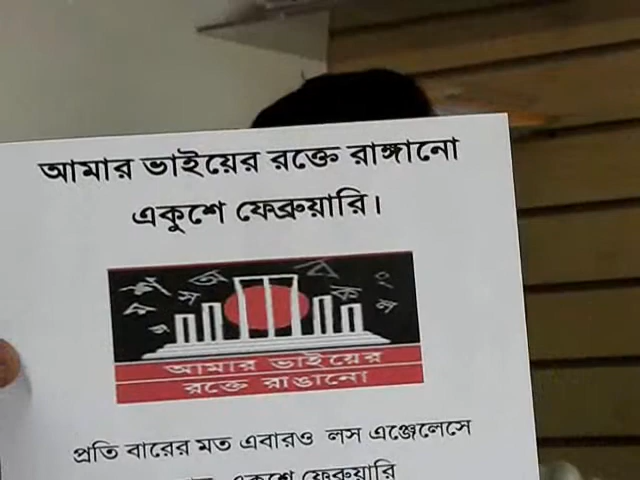 আমার ভাইয়ের রক্তে রাঙ্গানো
একুশে ফেব্রুয়ারি।
আমার ভাইয়ের
রক্তে রাঙানো
প্রতি বারের মত এবারও লস এঞ্জেলেসে
একুশে ফেব্রুয়ারি